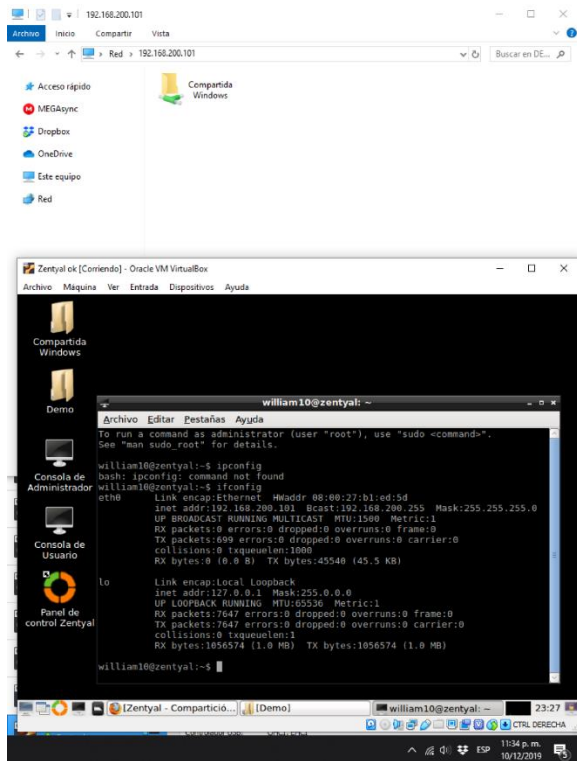 192.168.200.101
Archivo Inicio Compartir Vista
Red > 192.168.200.101
Buscar en DE...
Acceso rápido
MEGAsync
Dropbox
OneDrive
Este equipo
Red
Compartida
Windows
Zentyal ok [Corriendo] - Oracle VM VirtualBox
Archivo Máquina Ver Entrada Dispositivos Ayuda
Compartida
Windows
Demo
Consola de
Administrador
Consola de
Usuario
Panel de
control Zentyal
william10@zentyal: ~
Archivo Editar Pestañas Ayuda
To run a command as administrator (user "root"), use "sudo <command>".
See "man sudo_root" for details.
william10@zentyal:~$ ipconfig
bash: ipconfig: command not found
william10@zentyal:~$ ifconfig
eth0 Link encap:Ethernet HWaddr 08:00:27:b1:ed:5d
inet addr:192.168.200.101 Bcast:192.168.200.255 Mask:255.255.255.0
UP BROADCAST RUNNING MULTICAST MTU:1500 Metric:1
RX packets:0 errors:0 dropped:0 overruns:0 frame:0
TX packets:699 errors:0 dropped:0 overruns:0 carrier:0
collisions:0 txqueuelen:1000
RX bytes:0 (0.0 B) TX bytes:45540 (45.5 KB)
lo Link encap:Local Loopback
inet addr:127.0.0.1 Mask:255.0.0.0
UP LOOPBACK RUNNING MTU:65536 Metric:1
RX packets:7647 errors:0 dropped:0 overruns:0 frame:0
TX packets:7647 errors:0 dropped:0 overruns:0 carrier:0
collisions:0 txqueuelen:1
RX bytes:1056574 (1.0 MB) TX bytes:1056574 (1.0 MB)
william10@zentyal:~$
[Zentyal - Compartició... [Demo] william10@zentyal: ~ 23:27
CTRL DERECHA
ESP
11:34 p. m.
10/12/2019
5